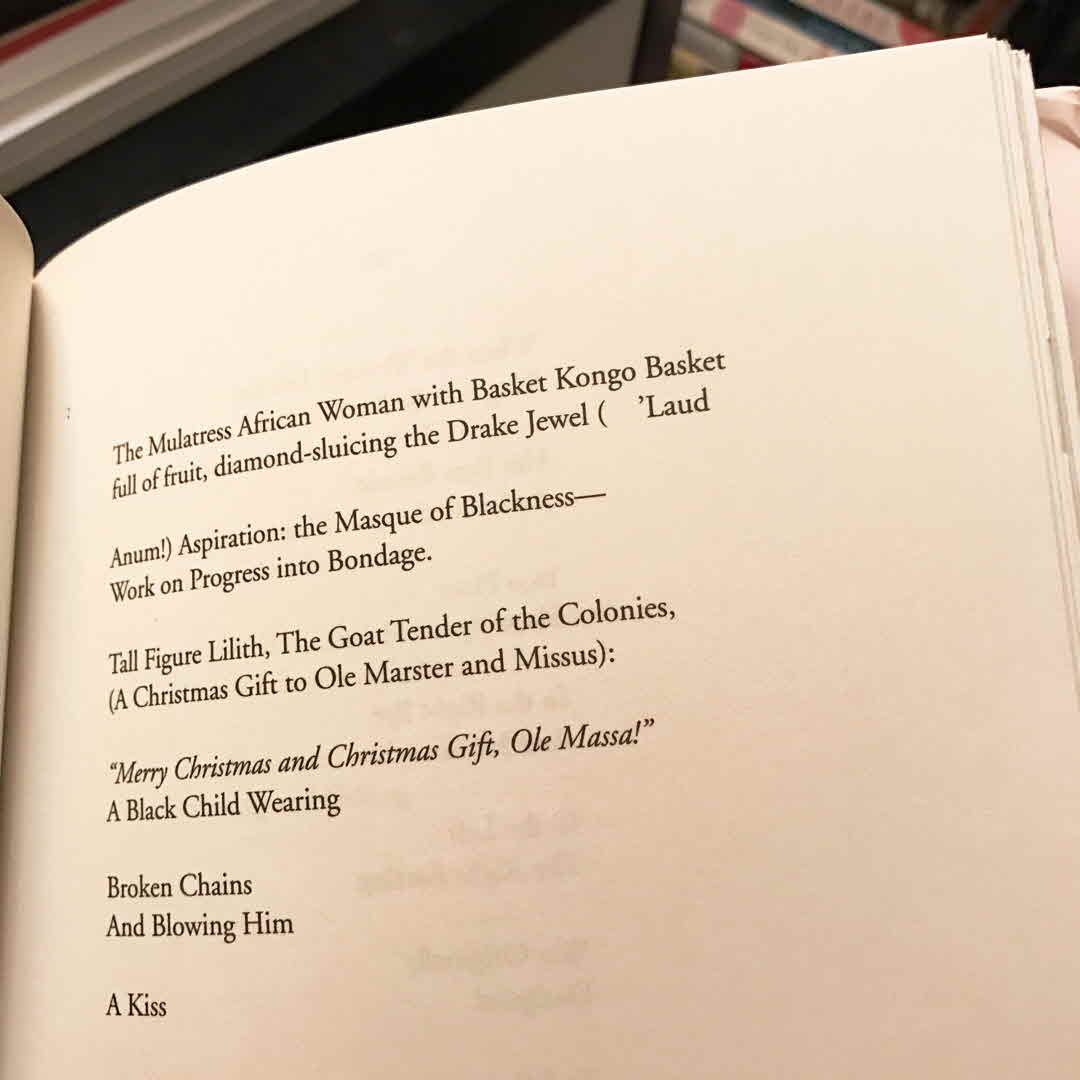 The Mulatress African Woman with Basket Kongo Basket
full of fruit, diamond-sluicing the Drake Jewel (    ’Laud
Anum!) Aspiration: the Masque of Blackness—
Work on Progress into Bondage.
Tall Figure Lilith, The Goat Tender of the Colonies,
(A Christmas Gift to Ole Marster and Missus):
“Merry Christmas and Christmas Gift, Ole Massa!”
A Black Child Wearing
Broken Chains
And Blowing Him
A Kiss